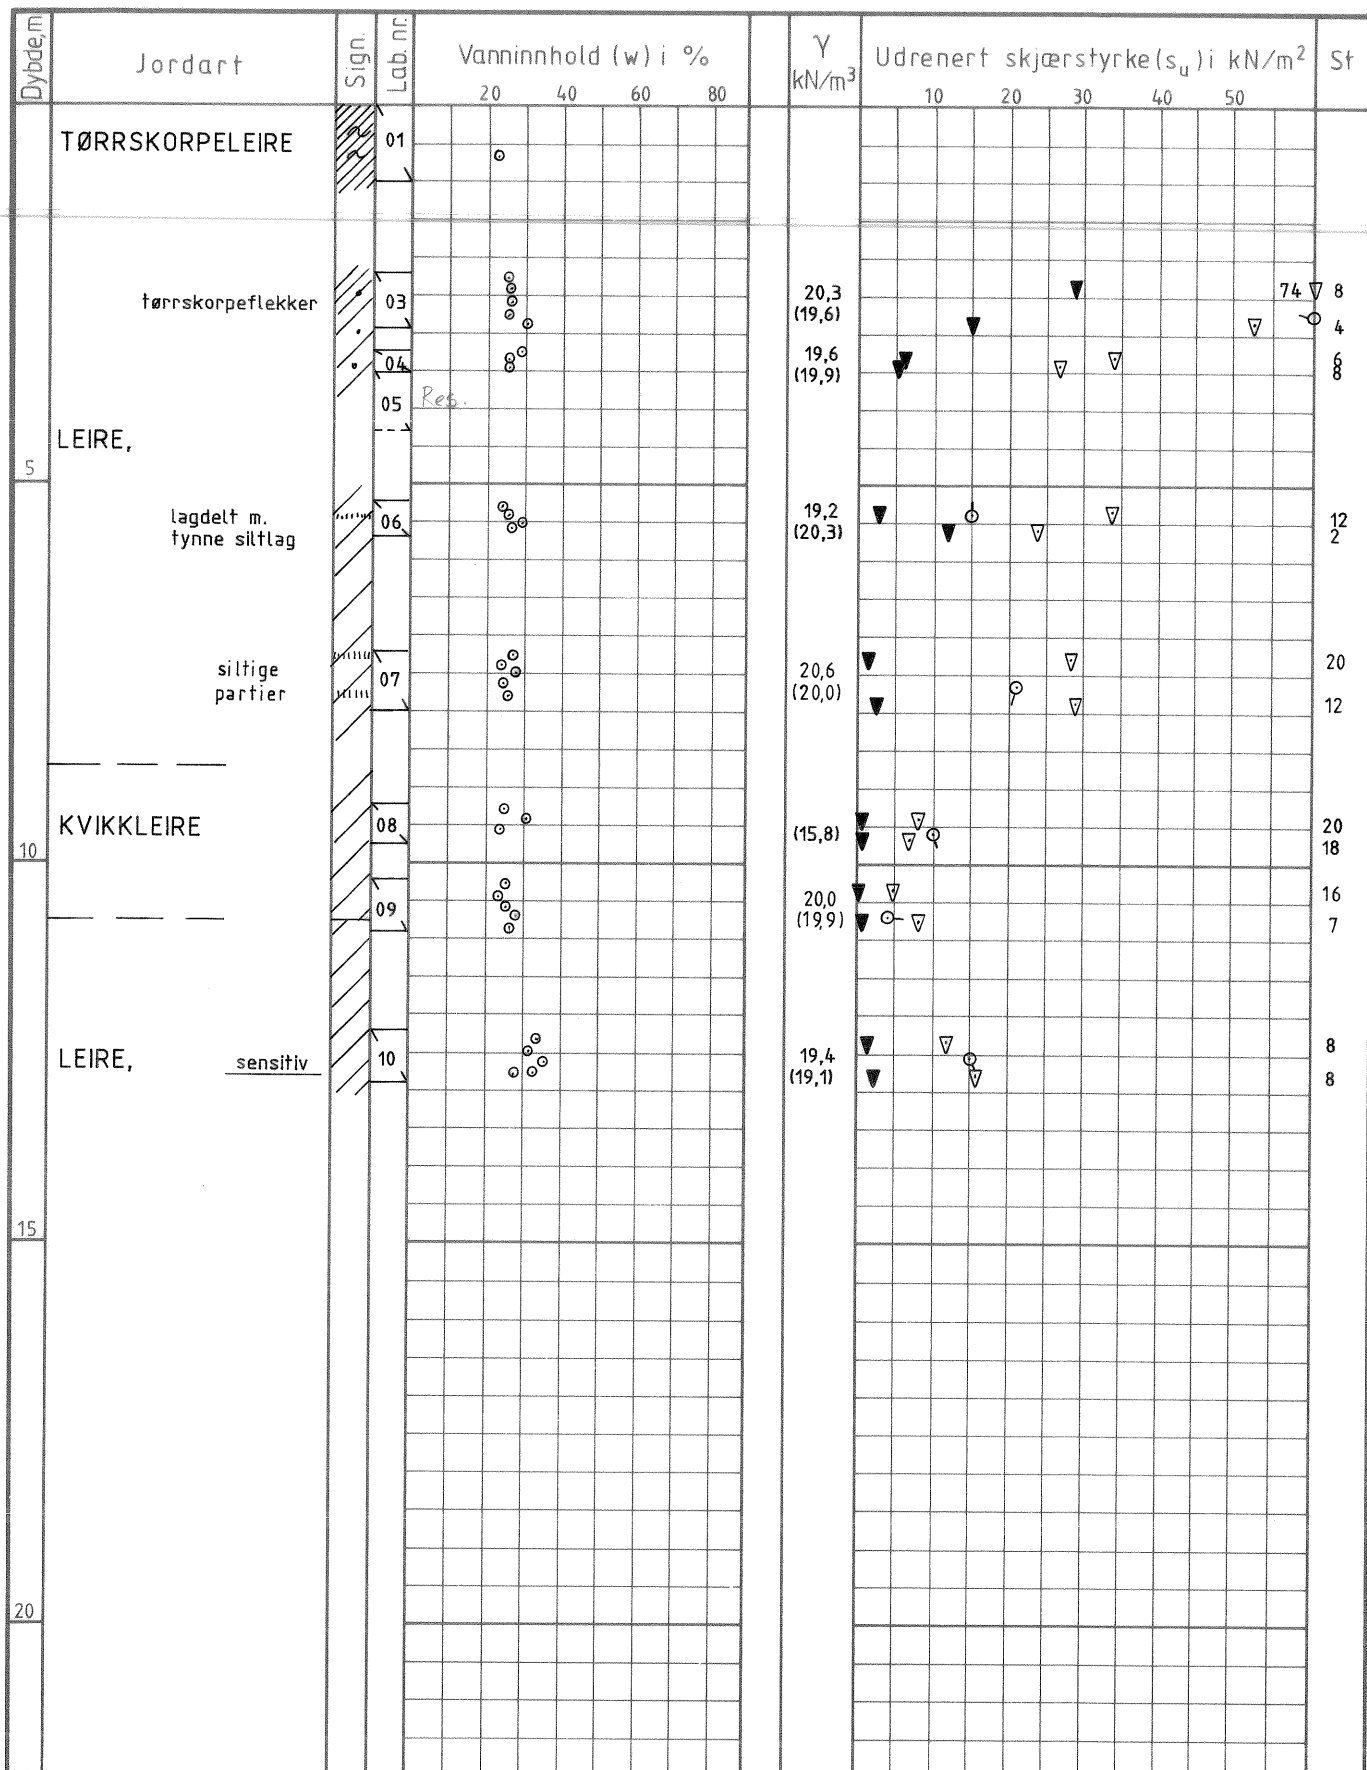 Dybde,m Jordart Sign. Lab. nr. Vanninnhold (w) i % γ kN/m³ Udrenert skjærstyrke (su) i kN/m² St
20 40 60 80 10 20 30 40 50
TØRRSKORPELEIRE 01
tørrskorpeflekker 03 20,3 (19,6) 74 8
4
04 19,6 (19,9) 6
8
05 Res.
LEIRE,
5
lagdelt m. 06 19,2 12
tynne siltlag (20,3) 2
siltige 07 20,6 20
partier (20,0) 12
KVIKKLEIRE 08 (15,8) 20
10 18
09 20,0 16
(19,9) 7
LEIRE, sensitiv 10 19,4 8
(19,1) 8
15
20